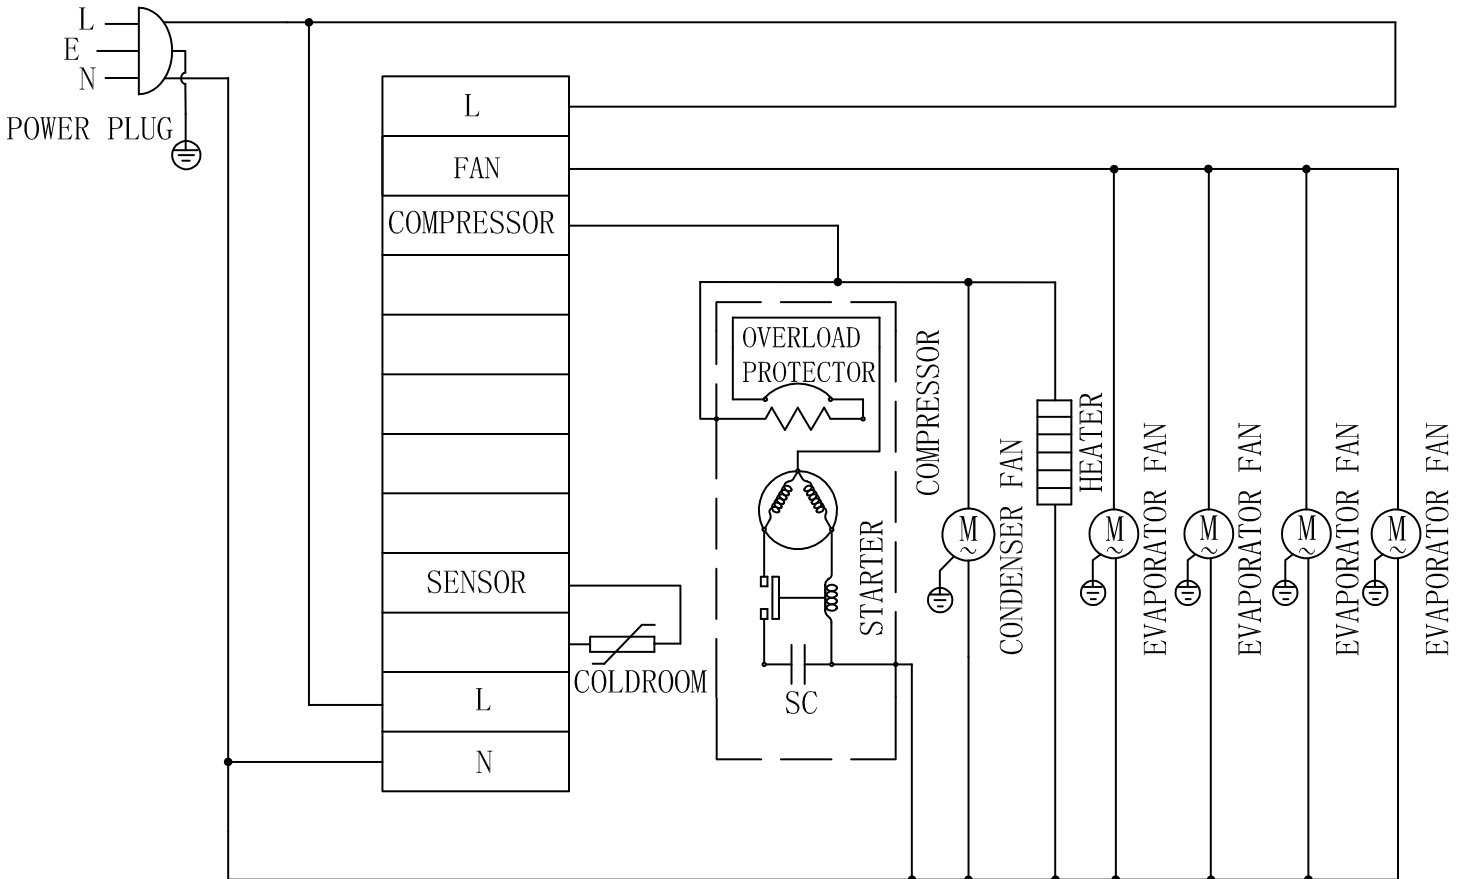 L
E
N
POWER PLUG
L
FAN
COMPRESSOR
SENSOR
L
N
COLDROOM
OVERLOAD
PROTECTOR
COMPRESSOR
STARTER
SC
M
~
CONDENSER FAN
HEATER
M
~
EVAPORATOR FAN
M
~
EVAPORATOR FAN
M
~
EVAPORATOR FAN
M
~
EVAPORATOR FAN